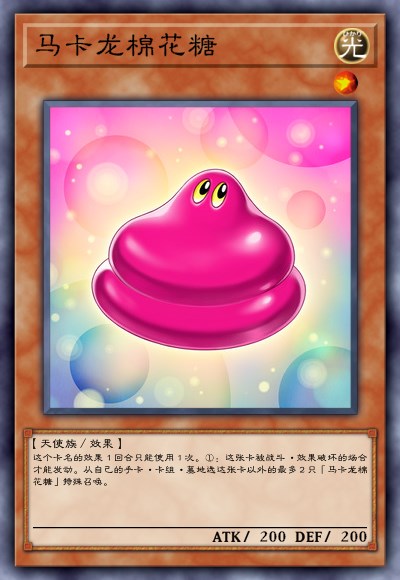 马卡龙棉花糖
ひかり
光
【天使族／效果】
这个卡名的效果1回合只能使用1次。①：这张卡被战斗·效果破坏的场合
才能发动。从自己的手卡·卡组·墓地选这张卡以外的最多2只「马卡龙棉
花糖」特殊召唤。
ATK/ 200 DEF/ 200